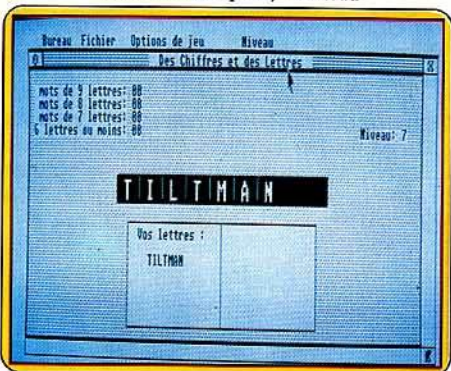 Bureau Fichier Options de jeu Niveau
Des Chiffres et des Lettres
mots de 9 lettres: 00
mots de 8 lettres: 00
mots de 7 lettres: 00
6 lettres ou moins: 00
Niveau: 7
TILTMAN
Vos lettres :
TILTMAN